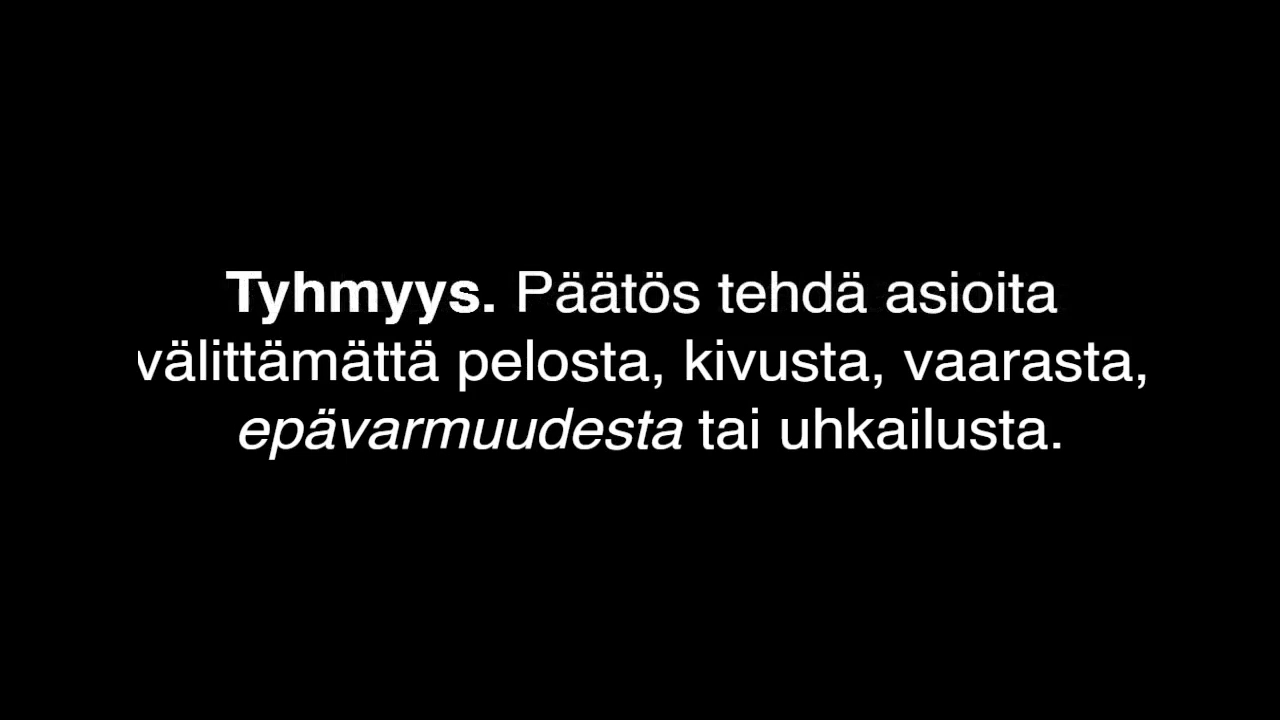 Tyhmyys. Päätös tehdä asioita
välittämättä pelosta, kivusta, vaarasta,
epävarmuudesta tai uhkailusta.